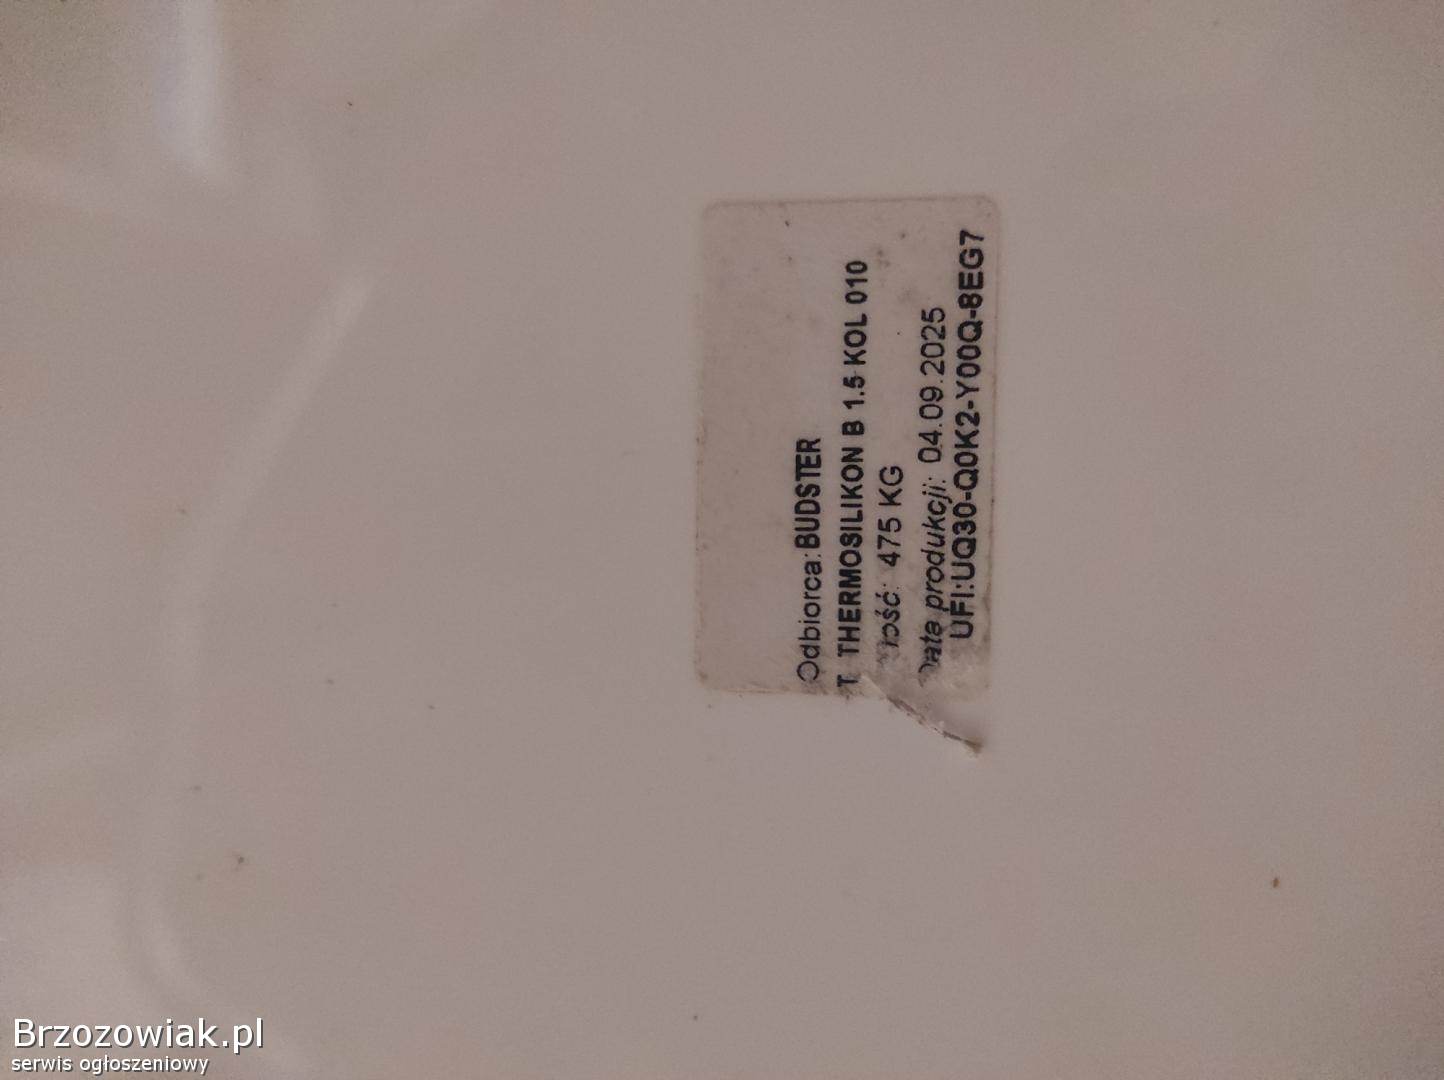 Odbiorca: BUDSTER
T THERMOSILIKON B 1.5 KOL 010
ilość: 475 KG
Data produkcji: 04.09.2025
UFI:UQ30-Q0K2-Y00Q-8EG7
Brzozowiak.pl
serwis ogłoszeniowy